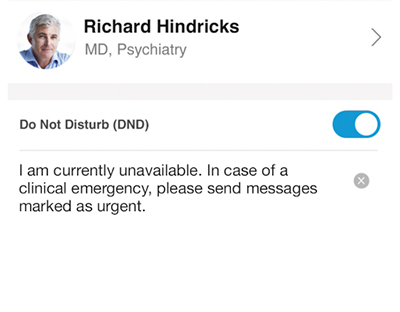 Richard Hindricks
MD, Psychiatry
Do Not Disturb (DND)
I am currently unavailable. In case of a
clinical emergency, please send messages
marked as urgent.